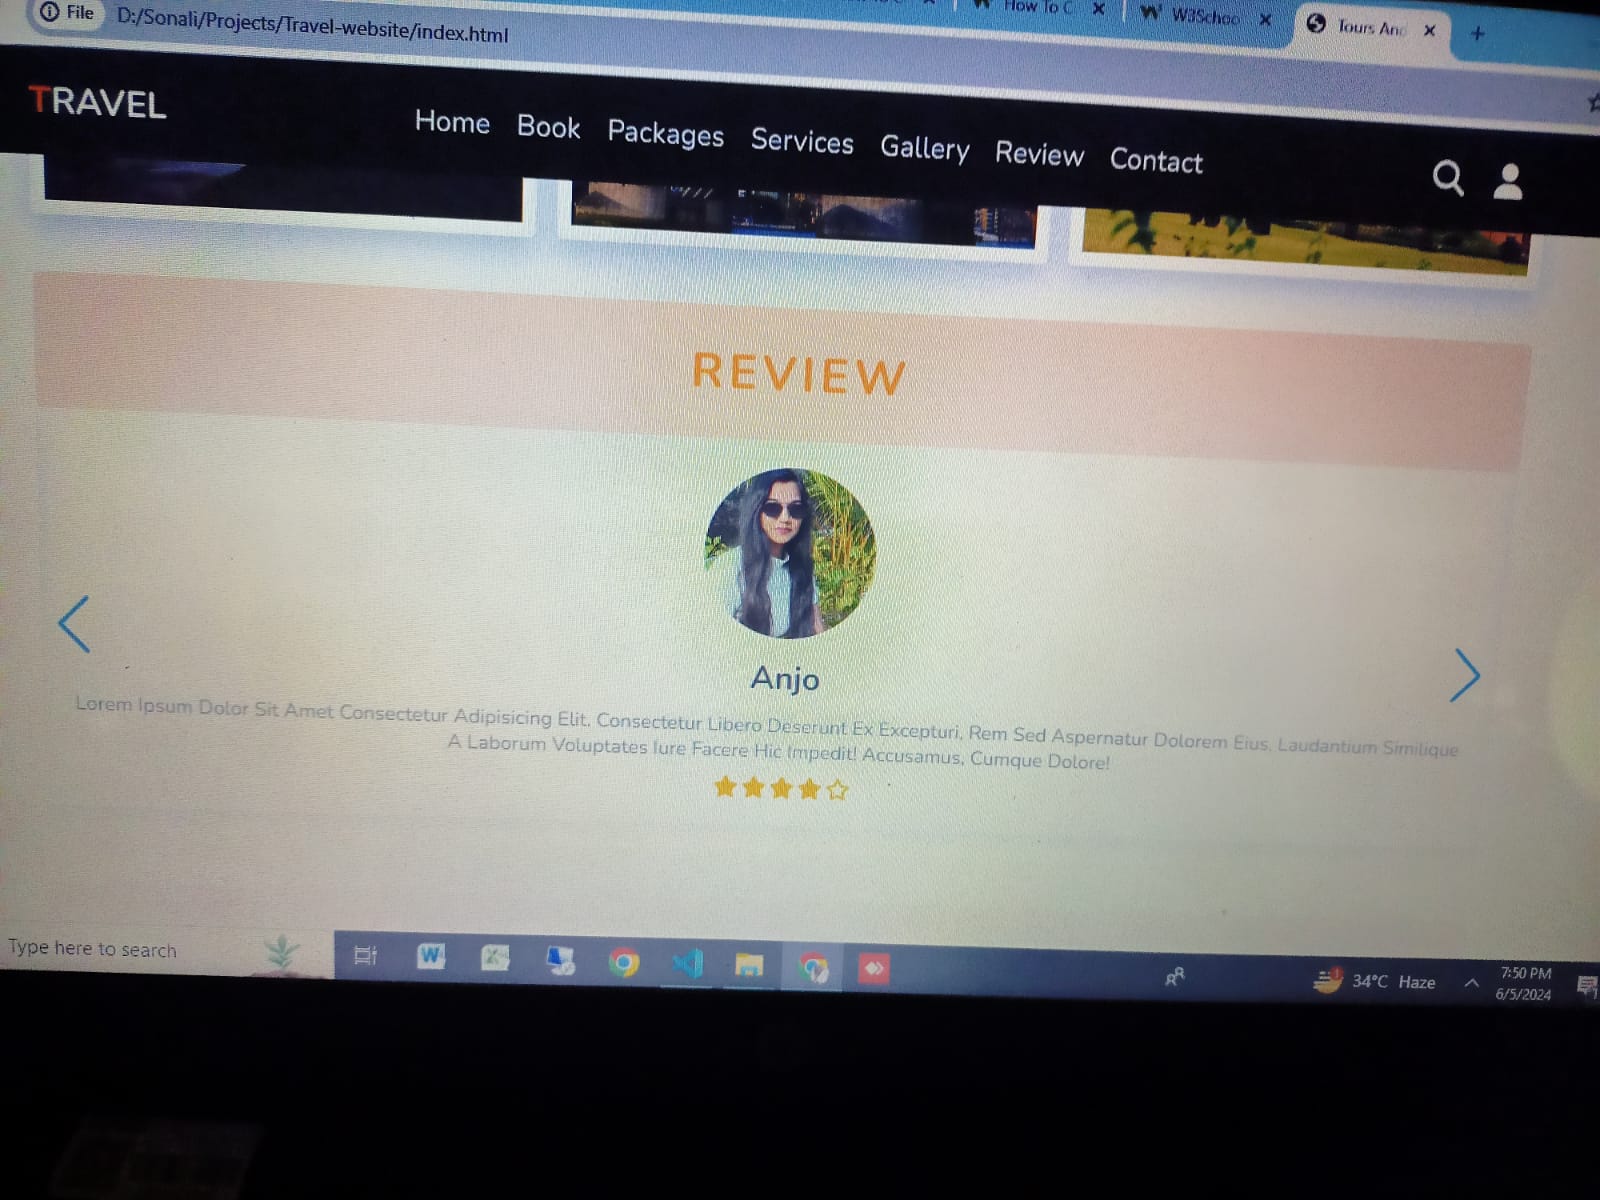 How To C
W3Schoo
Tours And
File D:/Sonali/Projects/Travel-website/index.html
TRAVEL
Home Book Packages Services Gallery Review Contact
REVIEW
Anjo
Lorem Ipsum Dolor Sit Amet Consectetur Adipisicing Elit. Consectetur Libero Deserunt Ex Excepturi, Rem Sed Aspernatur Dolorem Eius. Laudantium Similique
A Laborum Voluptates Iure Facere Hic Impedit! Accusamus, Cumque Dolore!
Type here to search
34°C Haze
7:50 PM
6/5/2024